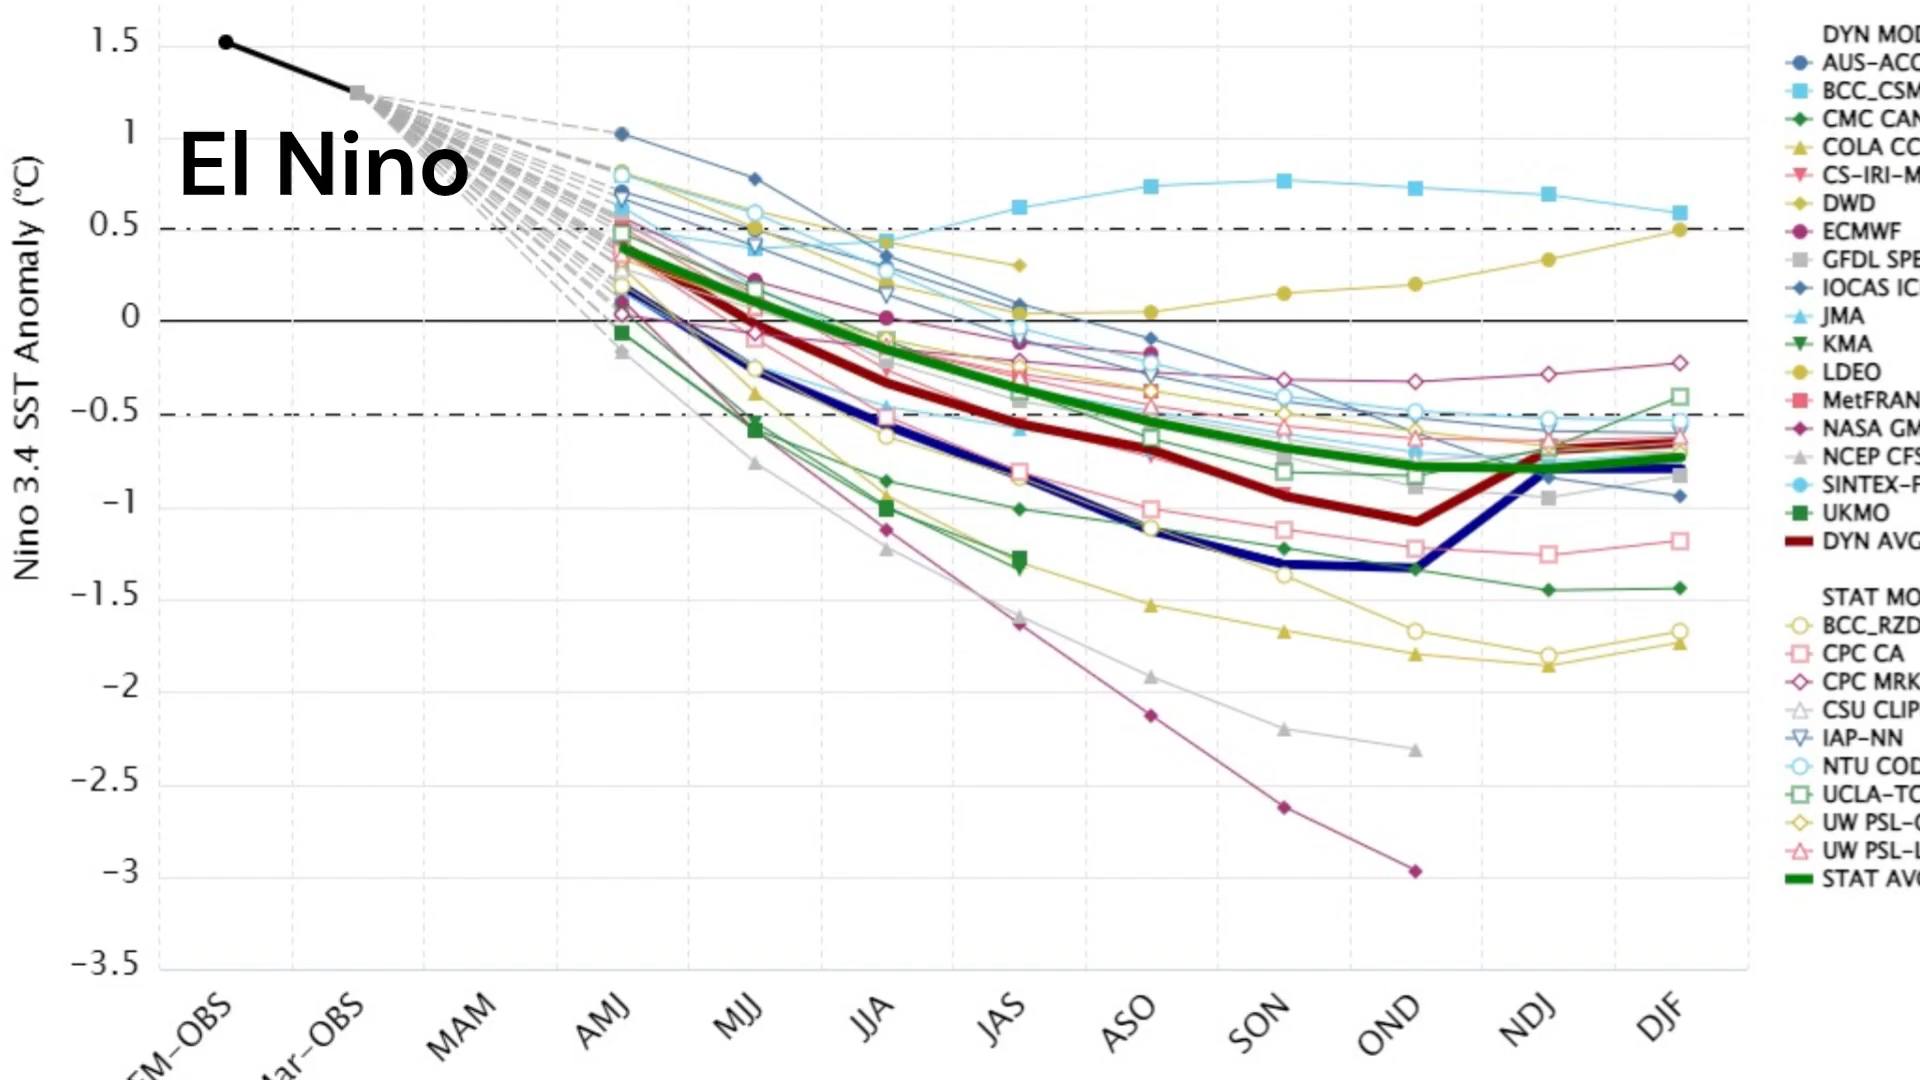 Nino 3.4 SST Anomaly (°C)
1.5
1
0.5
0
-0.5
-1
-1.5
-2
-2.5
-3
-3.5
El Nino
FM-OBS
Mar-OBS
MAM
AMJ
MJJ
JJA
JAS
ASO
SON
OND
NDJ
DJF
DYN MOD
AUS-ACC
BCC_CSM
CMC CAN
COLA CC
CS-IRI-M
DWD
ECMWF
GFDL SPE
IOCAS IC
JMA
KMA
LDEO
MetFRAN
NASA GM
NCEP CFS
SINTEX-F
UKMO
DYN AVG
STAT MO
BCC_RZD
CPC CA
CPC MRK
CSU CLIP
IAP-NN
NTU COD
UCLA-TC
UW PSL-C
UW PSL-L
STAT AVG